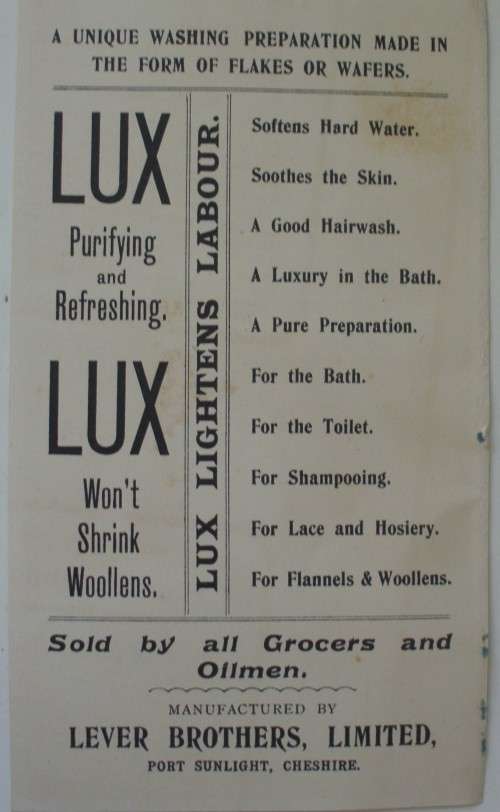 A UNIQUE WASHING PREPARATION MADE IN
THE FORM OF FLAKES OR WAFERS.
LUX
Purifying
and
Refreshing.
LUX
Won't
Shrink
Woollens.
LUX LIGHTENS LABOUR.
Softens Hard Water.
Soothes the Skin.
A Good Hairwash.
A Luxury in the Bath.
A Pure Preparation.
For the Bath.
For the Toilet.
For Shampooing.
For Lace and Hosiery.
For Flannels & Woollens.
Sold by all Grocers and
Oilmen.
MANUFACTURED BY
LEVER BROTHERS, LIMITED,
PORT SUNLIGHT, CHESHIRE.